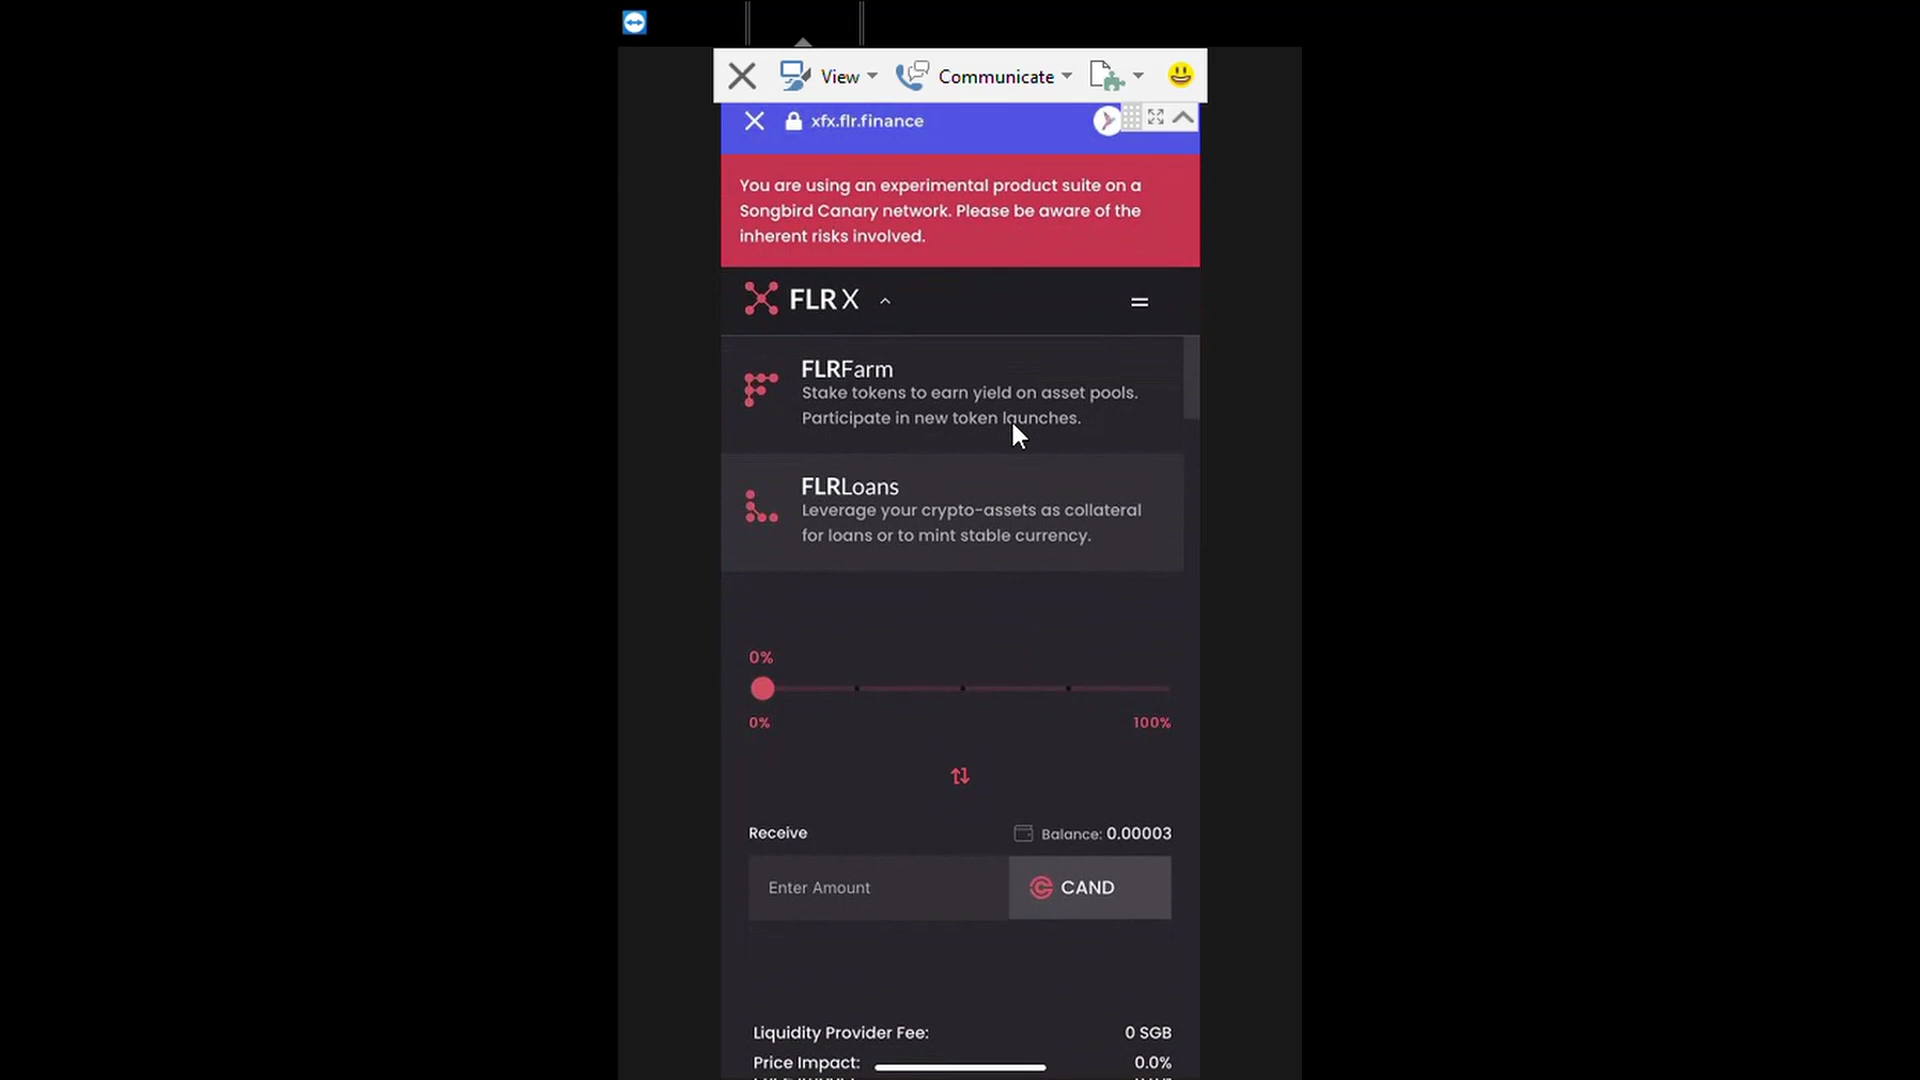 View
Communicate
xfx.flr.finance
You are using an experimental product suite on a
Songbird Canary network. Please be aware of the
inherent risks involved.
FLR X
FLRFarm
Stake tokens to earn yield on asset pools.
Participate in new token launches.
FLRLoans
Leverage your crypto-assets as collateral
for loans or to mint stable currency.
0%
0% 100%
Receive Balance: 0.00003
Enter Amount CAND
Liquidity Provider Fee: 0 SGB
Price Impact: 0.0%